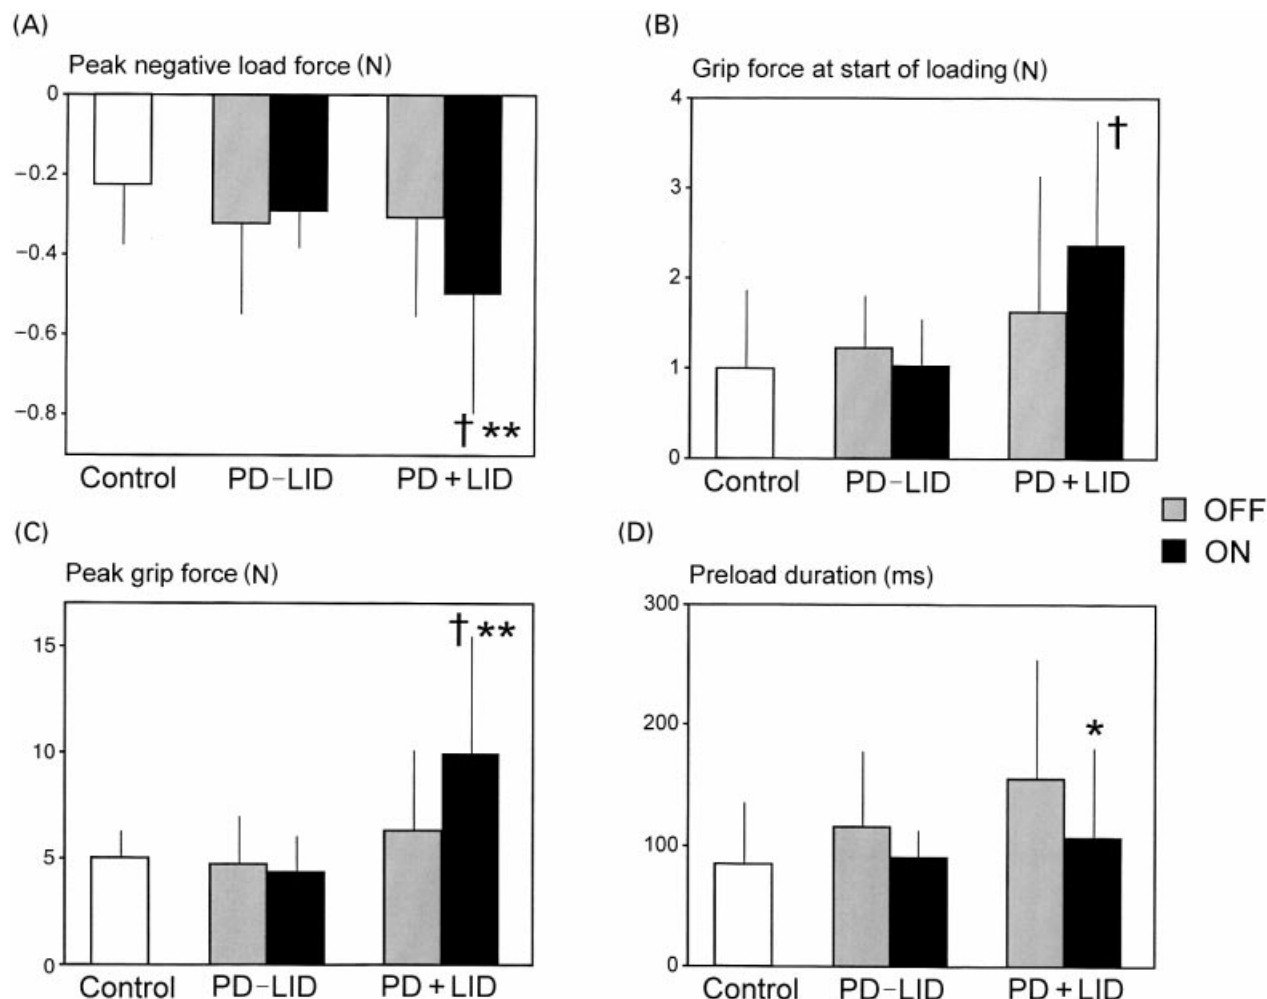 (A)
Peak negative load force (N)
0
−0.2
−0.4
−0.6
−0.8
† **
Control PD−LID PD + LID
(B)
Grip force at start of loading (N)
4
3
2
1
0
†
Control PD−LID PD + LID
OFF
ON
(C)
Peak grip force (N)
15
10
5
0
† **
Control PD−LID PD + LID
(D)
Preload duration (ms)
300
200
100
0
*
Control PD−LID PD + LID